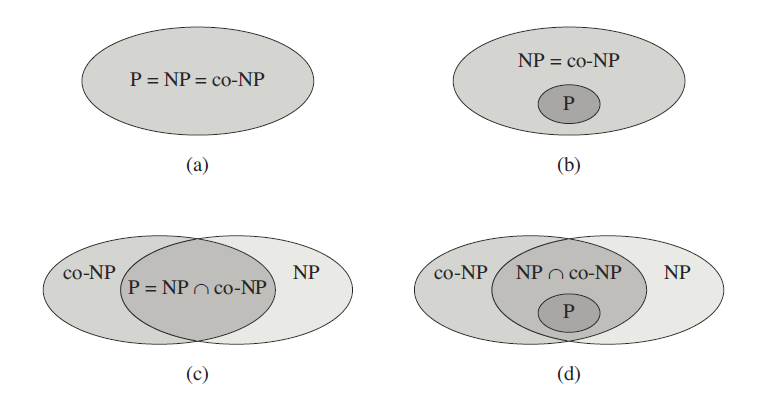 P = NP = co-NP
(a)
NP = co-NP
P
(b)
co-NP
P = NP ∩ co-NP
NP
(c)
co-NP
NP ∩ co-NP
NP
P
(d)